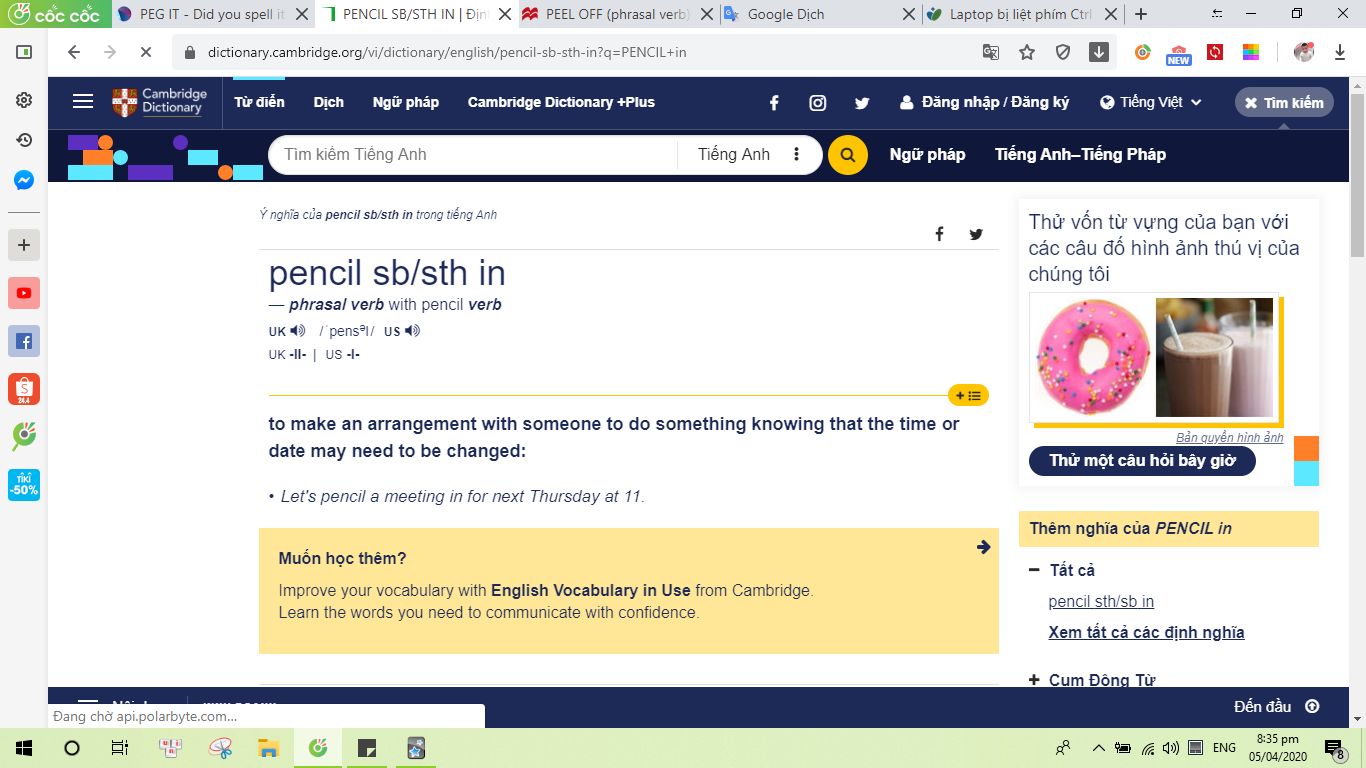 cốc cốc
PEG IT - Did you spell it
PENCIL SB/STH IN | Địn
PEEL OFF (phrasal verb)
Google Dịch
Laptop bị liệt phím Ctrl
dictionary.cambridge.org/vi/dictionary/english/pencil-sb-sth-in?q=PENCIL+in
NEW
Cambridge
Dictionary
Từ điển
Dịch
Ngữ pháp
Cambridge Dictionary +Plus
Đăng nhập / Đăng ký
Tiếng Việt
Tìm kiếm
Tìm kiếm Tiếng Anh
Tiếng Anh
Ngữ pháp
Tiếng Anh–Tiếng Pháp
Ý nghĩa của pencil sb/sth in trong tiếng Anh
pencil sb/sth in
— phrasal verb with pencil verb
UK /ˈpensᵊl/ US
UK -ll- | US -l-
to make an arrangement with someone to do something knowing that the time or
date may need to be changed:
• Let's pencil a meeting in for next Thursday at 11.
Muốn học thêm?
Improve your vocabulary with English Vocabulary in Use from Cambridge.
Learn the words you need to communicate with confidence.
Thử vốn từ vựng của bạn với
các câu đố hình ảnh thú vị của
chúng tôi
Bản quyền hình ảnh
Thử một câu hỏi bây giờ
Thêm nghĩa của PENCIL in
Tất cả
pencil sth/sb in
Xem tất cả các định nghĩa
Cụm Động Từ
Đến đầu
S
24.4
TIKI
-50%
Đang chờ api.polarbyte.com...
ENG
8:35 pm
05/04/2020
8